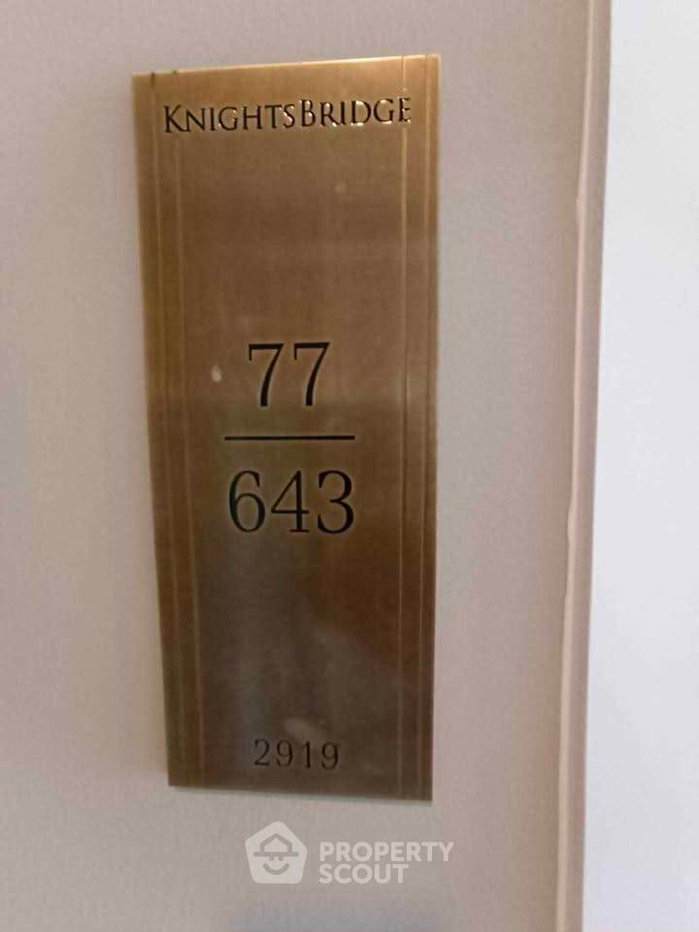 KNIGHTSBRIDGE
77
643
2919
PROPERTY
SCOUT